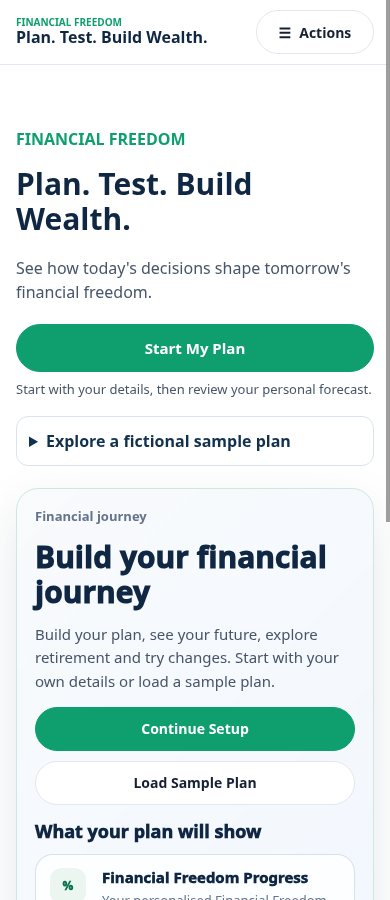 FINANCIAL FREEDOM
Plan. Test. Build Wealth.
☰ Actions
FINANCIAL FREEDOM
Plan. Test. Build
Wealth.
See how today's decisions shape tomorrow's
financial freedom.
Start My Plan
Start with your details, then review your personal forecast.
▶ Explore a fictional sample plan
Financial journey
Build your financial
journey
Build your plan, see your future, explore
retirement and try changes. Start with your
own details or load a sample plan.
Continue Setup
Load Sample Plan
What your plan will show
%
Financial Freedom Progress
Your personalised Financial Freedom